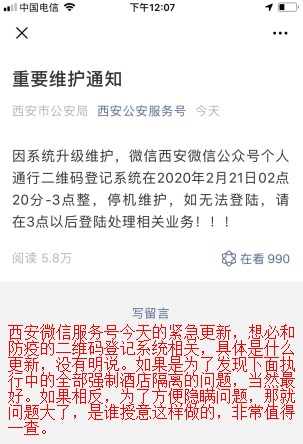 中国电信
下午12:07
重要维护通知
西安市公安局 西安公安服务号 今天
因系统升级维护，微信西安微信公众号个人
通行二维码登记系统在2020年2月21日02点
20分-3点整，停机维护，如无法登陆，请
在3点以后登陆处理相关业务！！！
阅读 5.8万
在看 990
写留言
西安微信服务号今天的紧急更新，想必和
防疫的二维码登记系统相关，具体是什么
更新，没有明说。如果是为了发现下面执
行中的全部强制酒店隔离的问题，当然最
好。如果相反，为了方便隐瞒问题，那就
问题大了，是谁授意这样做的，非常值得
一查。